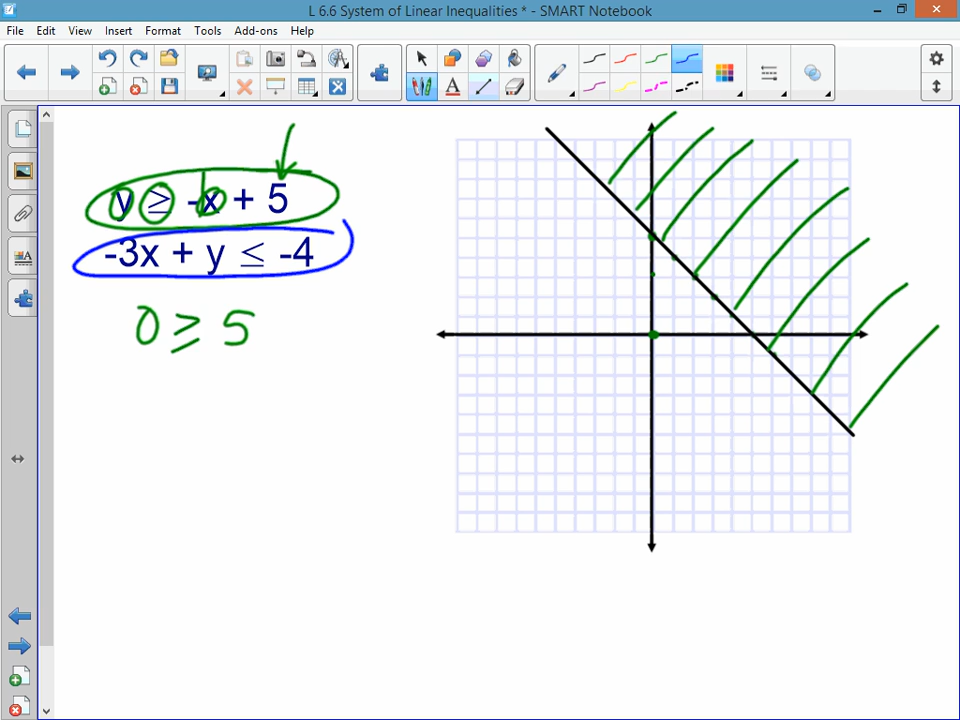 L 6.6 System of Linear Inequalities * - SMART Notebook
File Edit View Insert Format Tools Add-ons Help
y ≥ -x + 5
-3x + y ≤ -4
0 ≥ 5